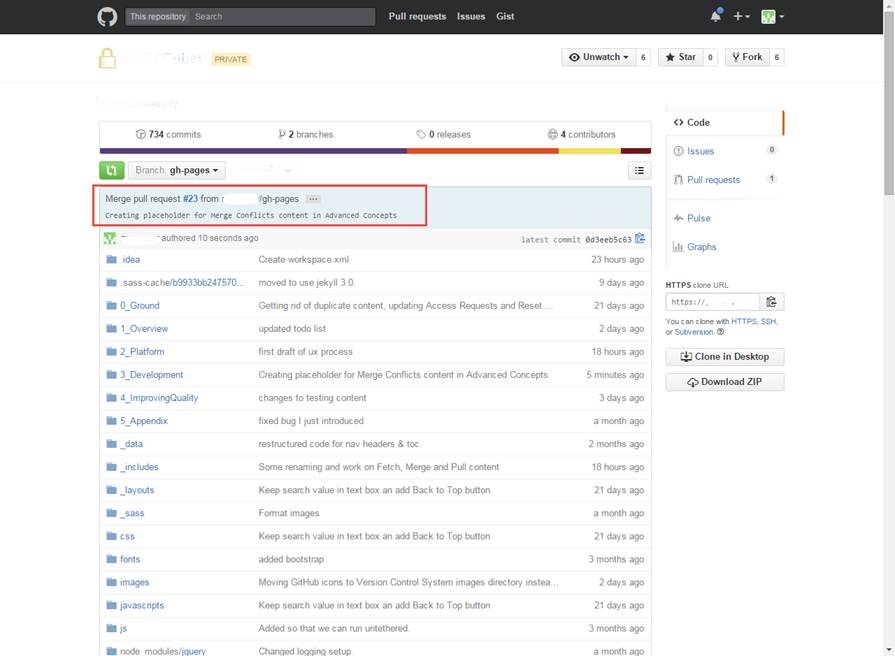 This repository Search Pull requests Issues Gist
PRIVATE
Unwatch 6 Star 0 Fork 6
734 commits 2 branches 0 releases 4 contributors
Branch: gh-pages
Merge pull request #23 from /gh-pages ...
Creating placeholder for Merge Conflicts content in Advanced Concepts
authored 10 seconds ago latest commit 0d3eeb5c63
.idea Create workspace.xml 23 hours ago
.sass-cache/b9933bb247570... moved to use jekyll 3.0. 9 days ago
0_Ground Getting rid of duplicate content, updating Access Requests and Reset ... 21 days ago
1_Overview updated todo list 2 days ago
2_Platform first draft of ux process 18 hours ago
3_Development Creating placeholder for Merge Conflicts content in Advanced Concepts 5 minutes ago
4_ImprovingQuality changes to testing content 3 days ago
5_Appendix fixed bug I just introduced a month ago
_data restructured code for nav headers & toc. 2 months ago
_includes Some renaming and work on Fetch, Merge and Pull content 18 hours ago
_layouts Keep search value in text box an add Back to Top button 21 days ago
_sass Format images a month ago
css Keep search value in text box an add Back to Top button 21 days ago
fonts added bootstrap 3 months ago
images Moving GitHub icons to Version Control System images directory instea... 2 days ago
javascripts Keep search value in text box an add Back to Top button 21 days ago
js Added so that we can run untethered. 3 months ago
node_modules/jquery Changed logging setup. a month ago
Code
Issues 0
Pull requests 1
Pulse
Graphs
HTTPS clone URL
https://
You can clone with HTTPS, SSH,
or Subversion.
Clone in Desktop
Download ZIP